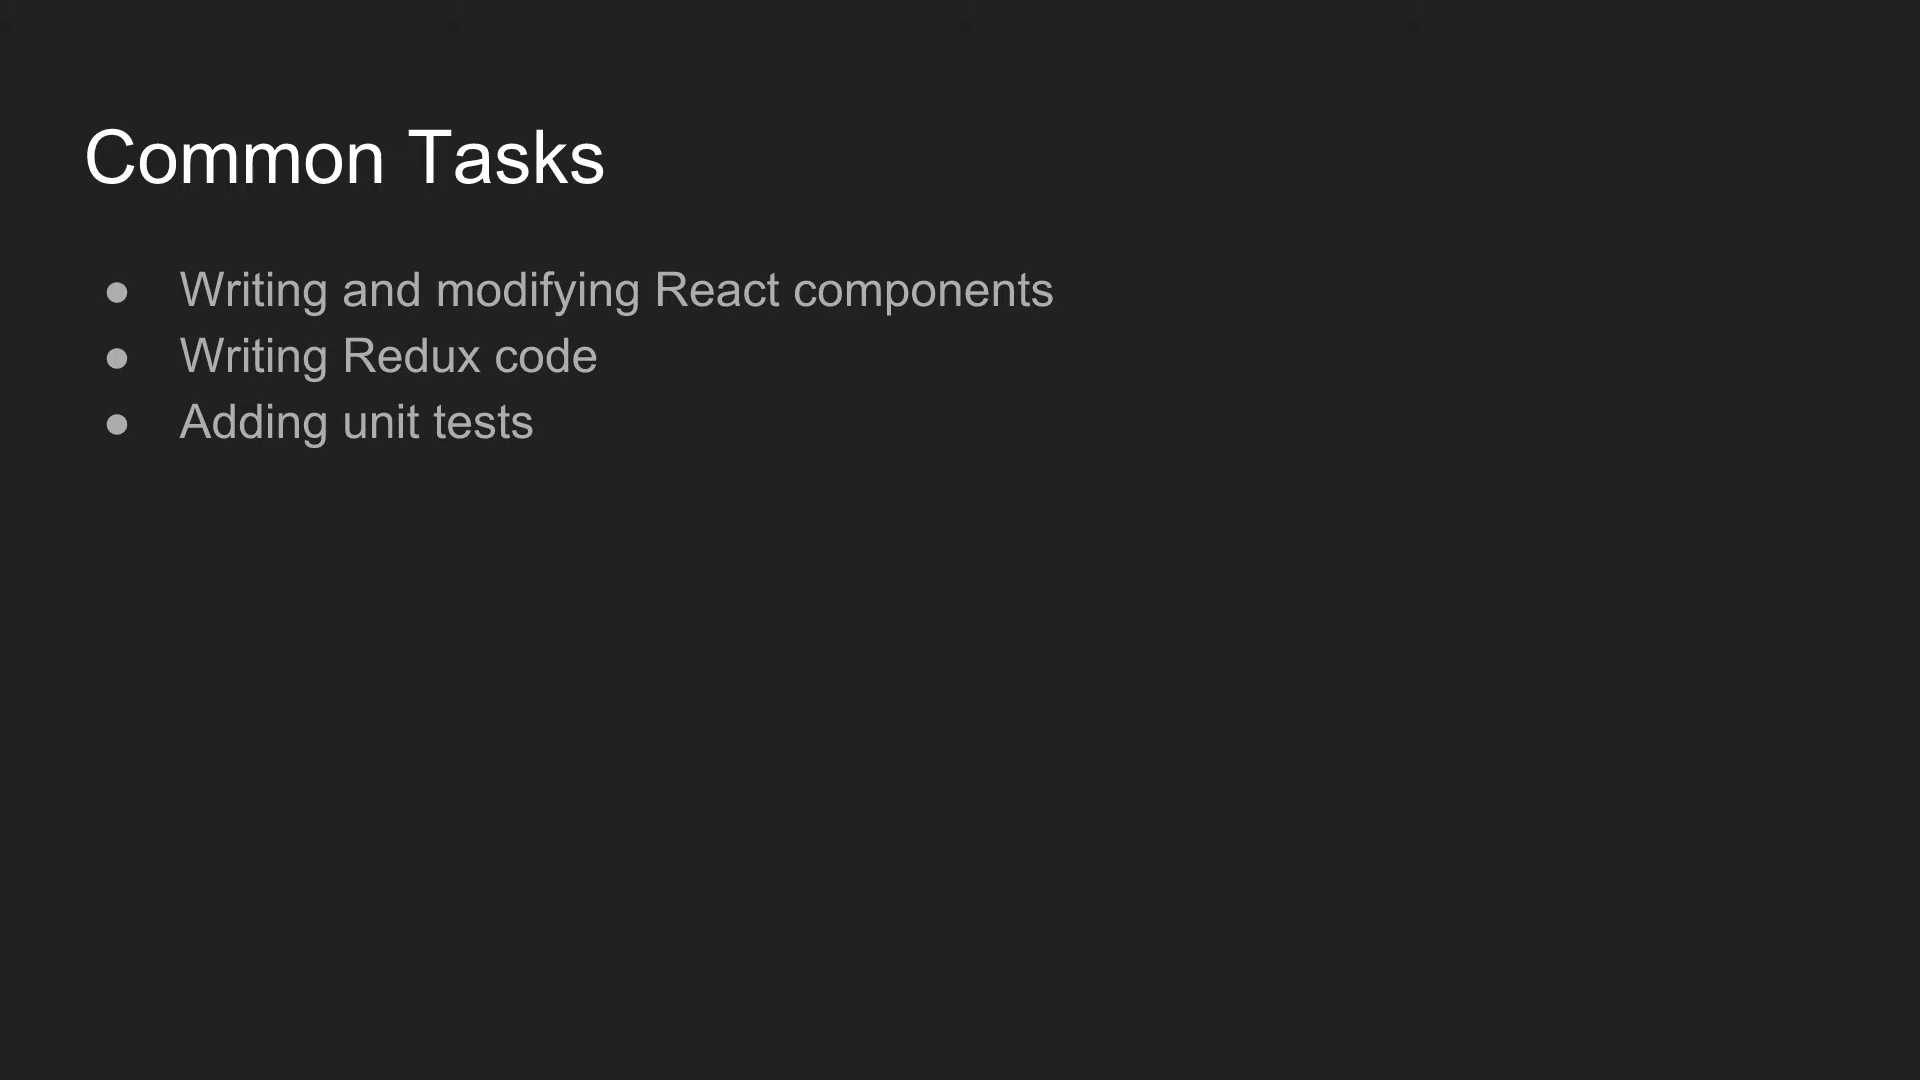 Common Tasks
● Writing and modifying React components
● Writing Redux code
● Adding unit tests